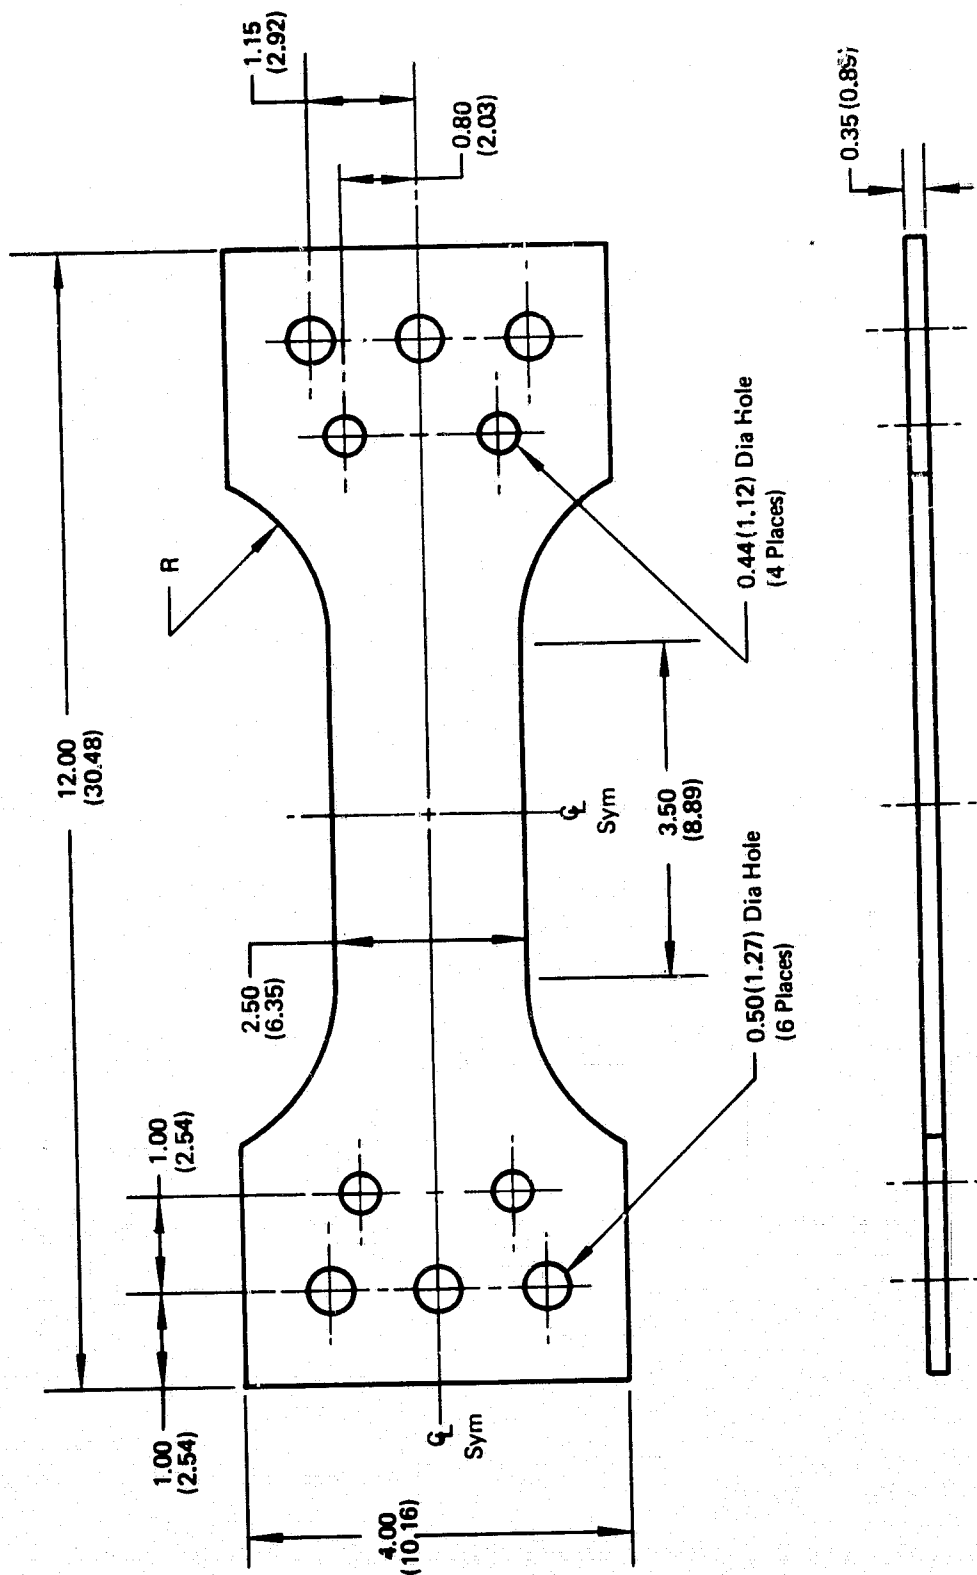 12.00
(30.48)
1.00
(2.54)
1.00
(2.54)
4.00
(10.16)
2.50
(6.35)
R
1.15
(2.92)
0.80
(2.03)
℄
Sym
℄
Sym
3.50
(8.89)
0.50(1.27) Dia Hole
(6 Places)
0.44(1.12) Dia Hole
(4 Places)
0.35 (0.89)